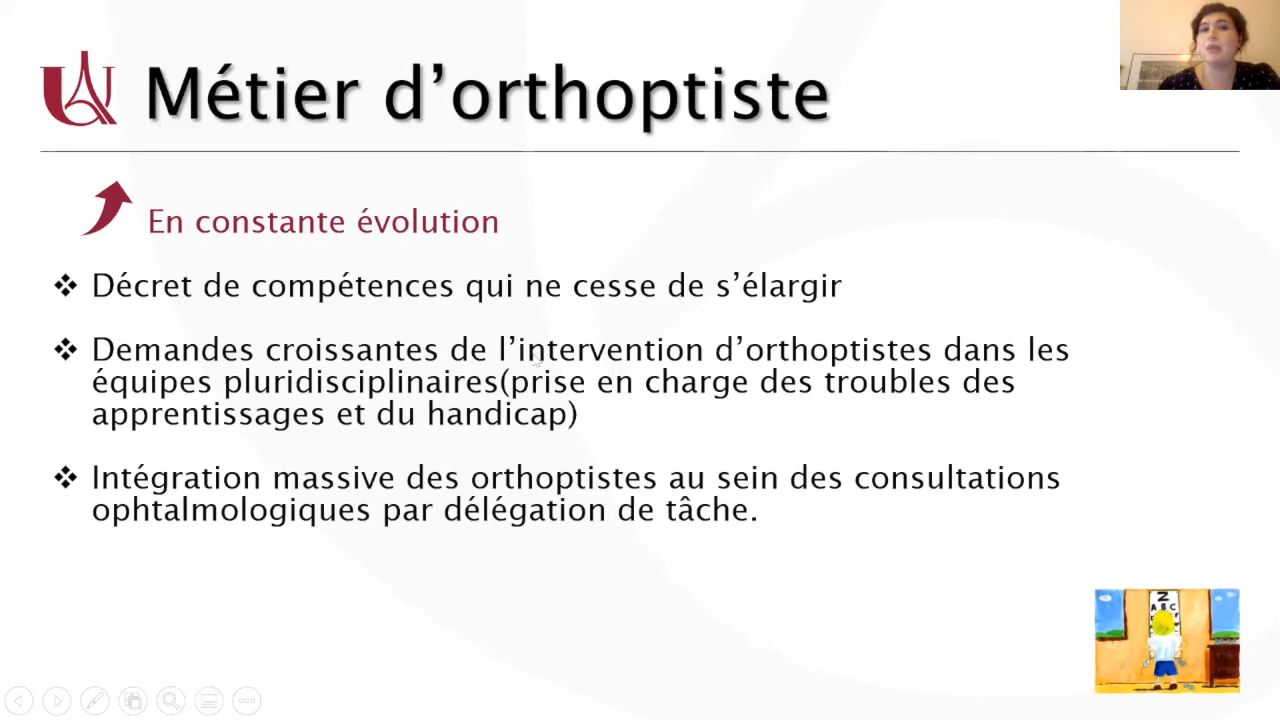 Métier d’orthoptiste
En constante évolution
❖ Décret de compétences qui ne cesse de s’élargir
❖ Demandes croissantes de l’intervention d’orthoptistes dans les
équipes pluridisciplinaires(prise en charge des troubles des
apprentissages et du handicap)
❖ Intégration massive des orthoptistes au sein des consultations
ophtalmologiques par délégation de tâche.
Z
A B C